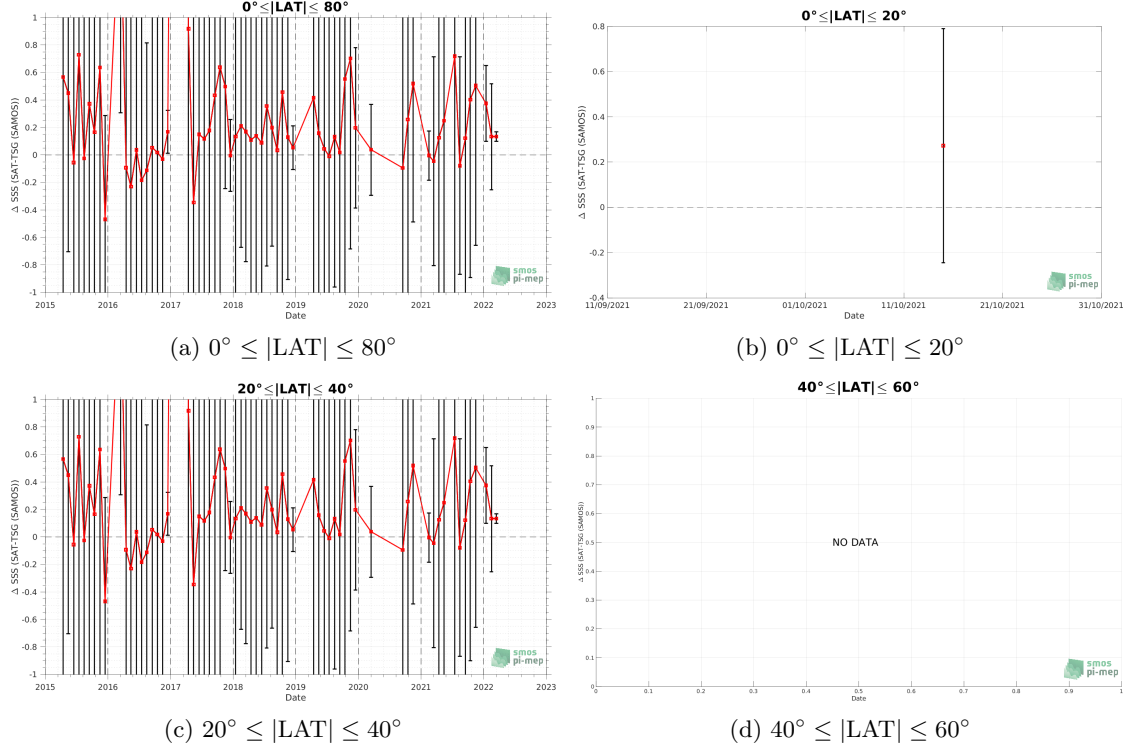 0°≤|LAT|≤ 80°
Δ SSS (SAT-TSG (SAMOS))
1
0.8
0.6
0.4
0.2
0
-0.2
-0.4
-0.6
-0.8
-1
2015 2016 2017 2018 2019 2020 2021 2022 2023
Date
smos
pi-mep
(a) 0° ≤ |LAT| ≤ 80°
0°≤|LAT|≤ 20°
Δ SSS (SAT-TSG (SAMOS))
0.8
0.6
0.4
0.2
0
-0.2
-0.4
11/09/2021 21/09/2021 01/10/2021 11/10/2021 21/10/2021 31/10/2021
Date
smos
pi-mep
(b) 0° ≤ |LAT| ≤ 20°
20°≤|LAT|≤ 40°
Δ SSS (SAT-TSG (SAMOS))
1
0.8
0.6
0.4
0.2
0
-0.2
-0.4
-0.6
-0.8
-1
2015 2016 2017 2018 2019 2020 2021 2022 2023
Date
smos
pi-mep
(c) 20° ≤ |LAT| ≤ 40°
40°≤|LAT|≤ 60°
Δ SSS (SAT-TSG (SAMOS))
1
0.9
0.8
0.7
0.6
0.5
0.4
0.3
0.2
0.1
0
NO DATA
0 0.1 0.2 0.3 0.4 0.5 0.6 0.7 0.8 0.9 1
smos
pi-mep
(d) 40° ≤ |LAT| ≤ 60°